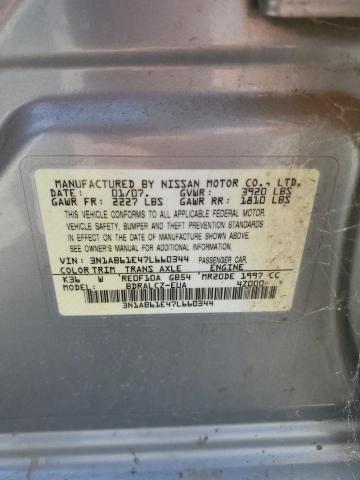 MANUFACTURED BY NISSAN MOTOR CO., LTD.
DATE: 01/07. GVWR: 3920 LBS
GAWR FR: 2227 LBS GAWR RR: 1810 LBS
THIS VEHICLE CONFORMS TO ALL APPLICABLE FEDERAL MOTOR
VEHICLE SAFETY, BUMPER AND THEFT PREVENTION STANDARDS
IN EFFECT ON THE DATE OF MANUFACTURE SHOWN ABOVE.
SEE OWNER'S MANUAL FOR ADDITIONAL INFORMATION.
VIN: 3N1AB61E47L660344 PASSENGER CAR.
COLOR TRIM TRANS AXLE ENGINE
K36 W RE0F10A GB54 MR20DE 1997 CC
MODEL: BDRALCZ-EUA 4Z000
3N1AB61E47L660344